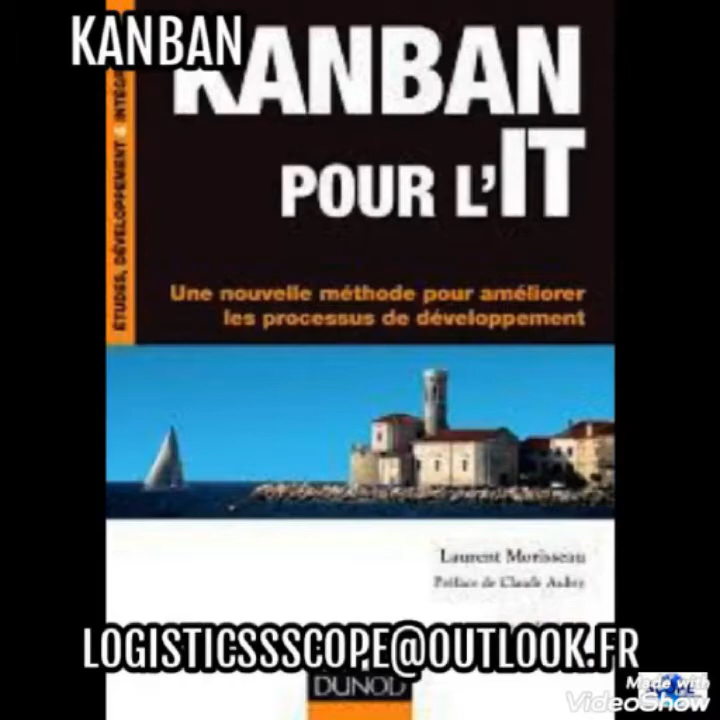 KANBAN
KANBAN
POUR L'IT
ÉTUDES, DÉVELOPPEMENT & INTÉGR
Une nouvelle méthode pour améliorer
les processus de développement
Laurent Morisseau
Préface de Claude Aubry
LOGISTICSSSCOPE@OUTLOOK.FR
DUNOD
Made with
VideoShow